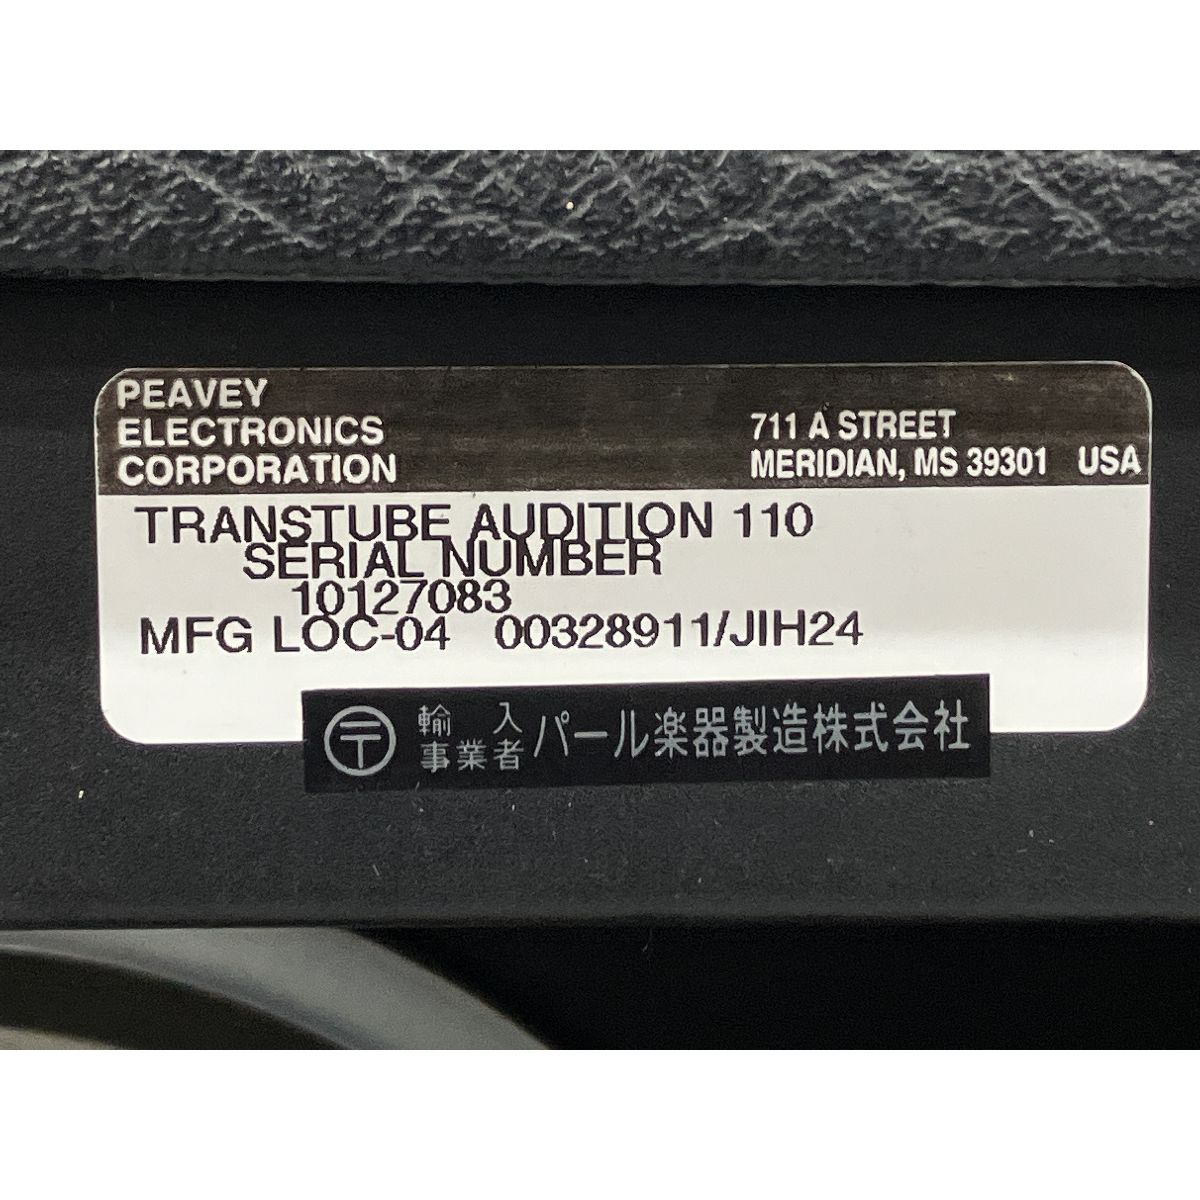 PEAVEY
ELECTRONICS
CORPORATION
711 A STREET
MERIDIAN, MS 39301 USA
TRANSTUBE AUDITION 110
SERIAL NUMBER
10127083
MFG LOC-04 00328911/JIH24
〒 輸入事業者 パール楽器製造株式会社